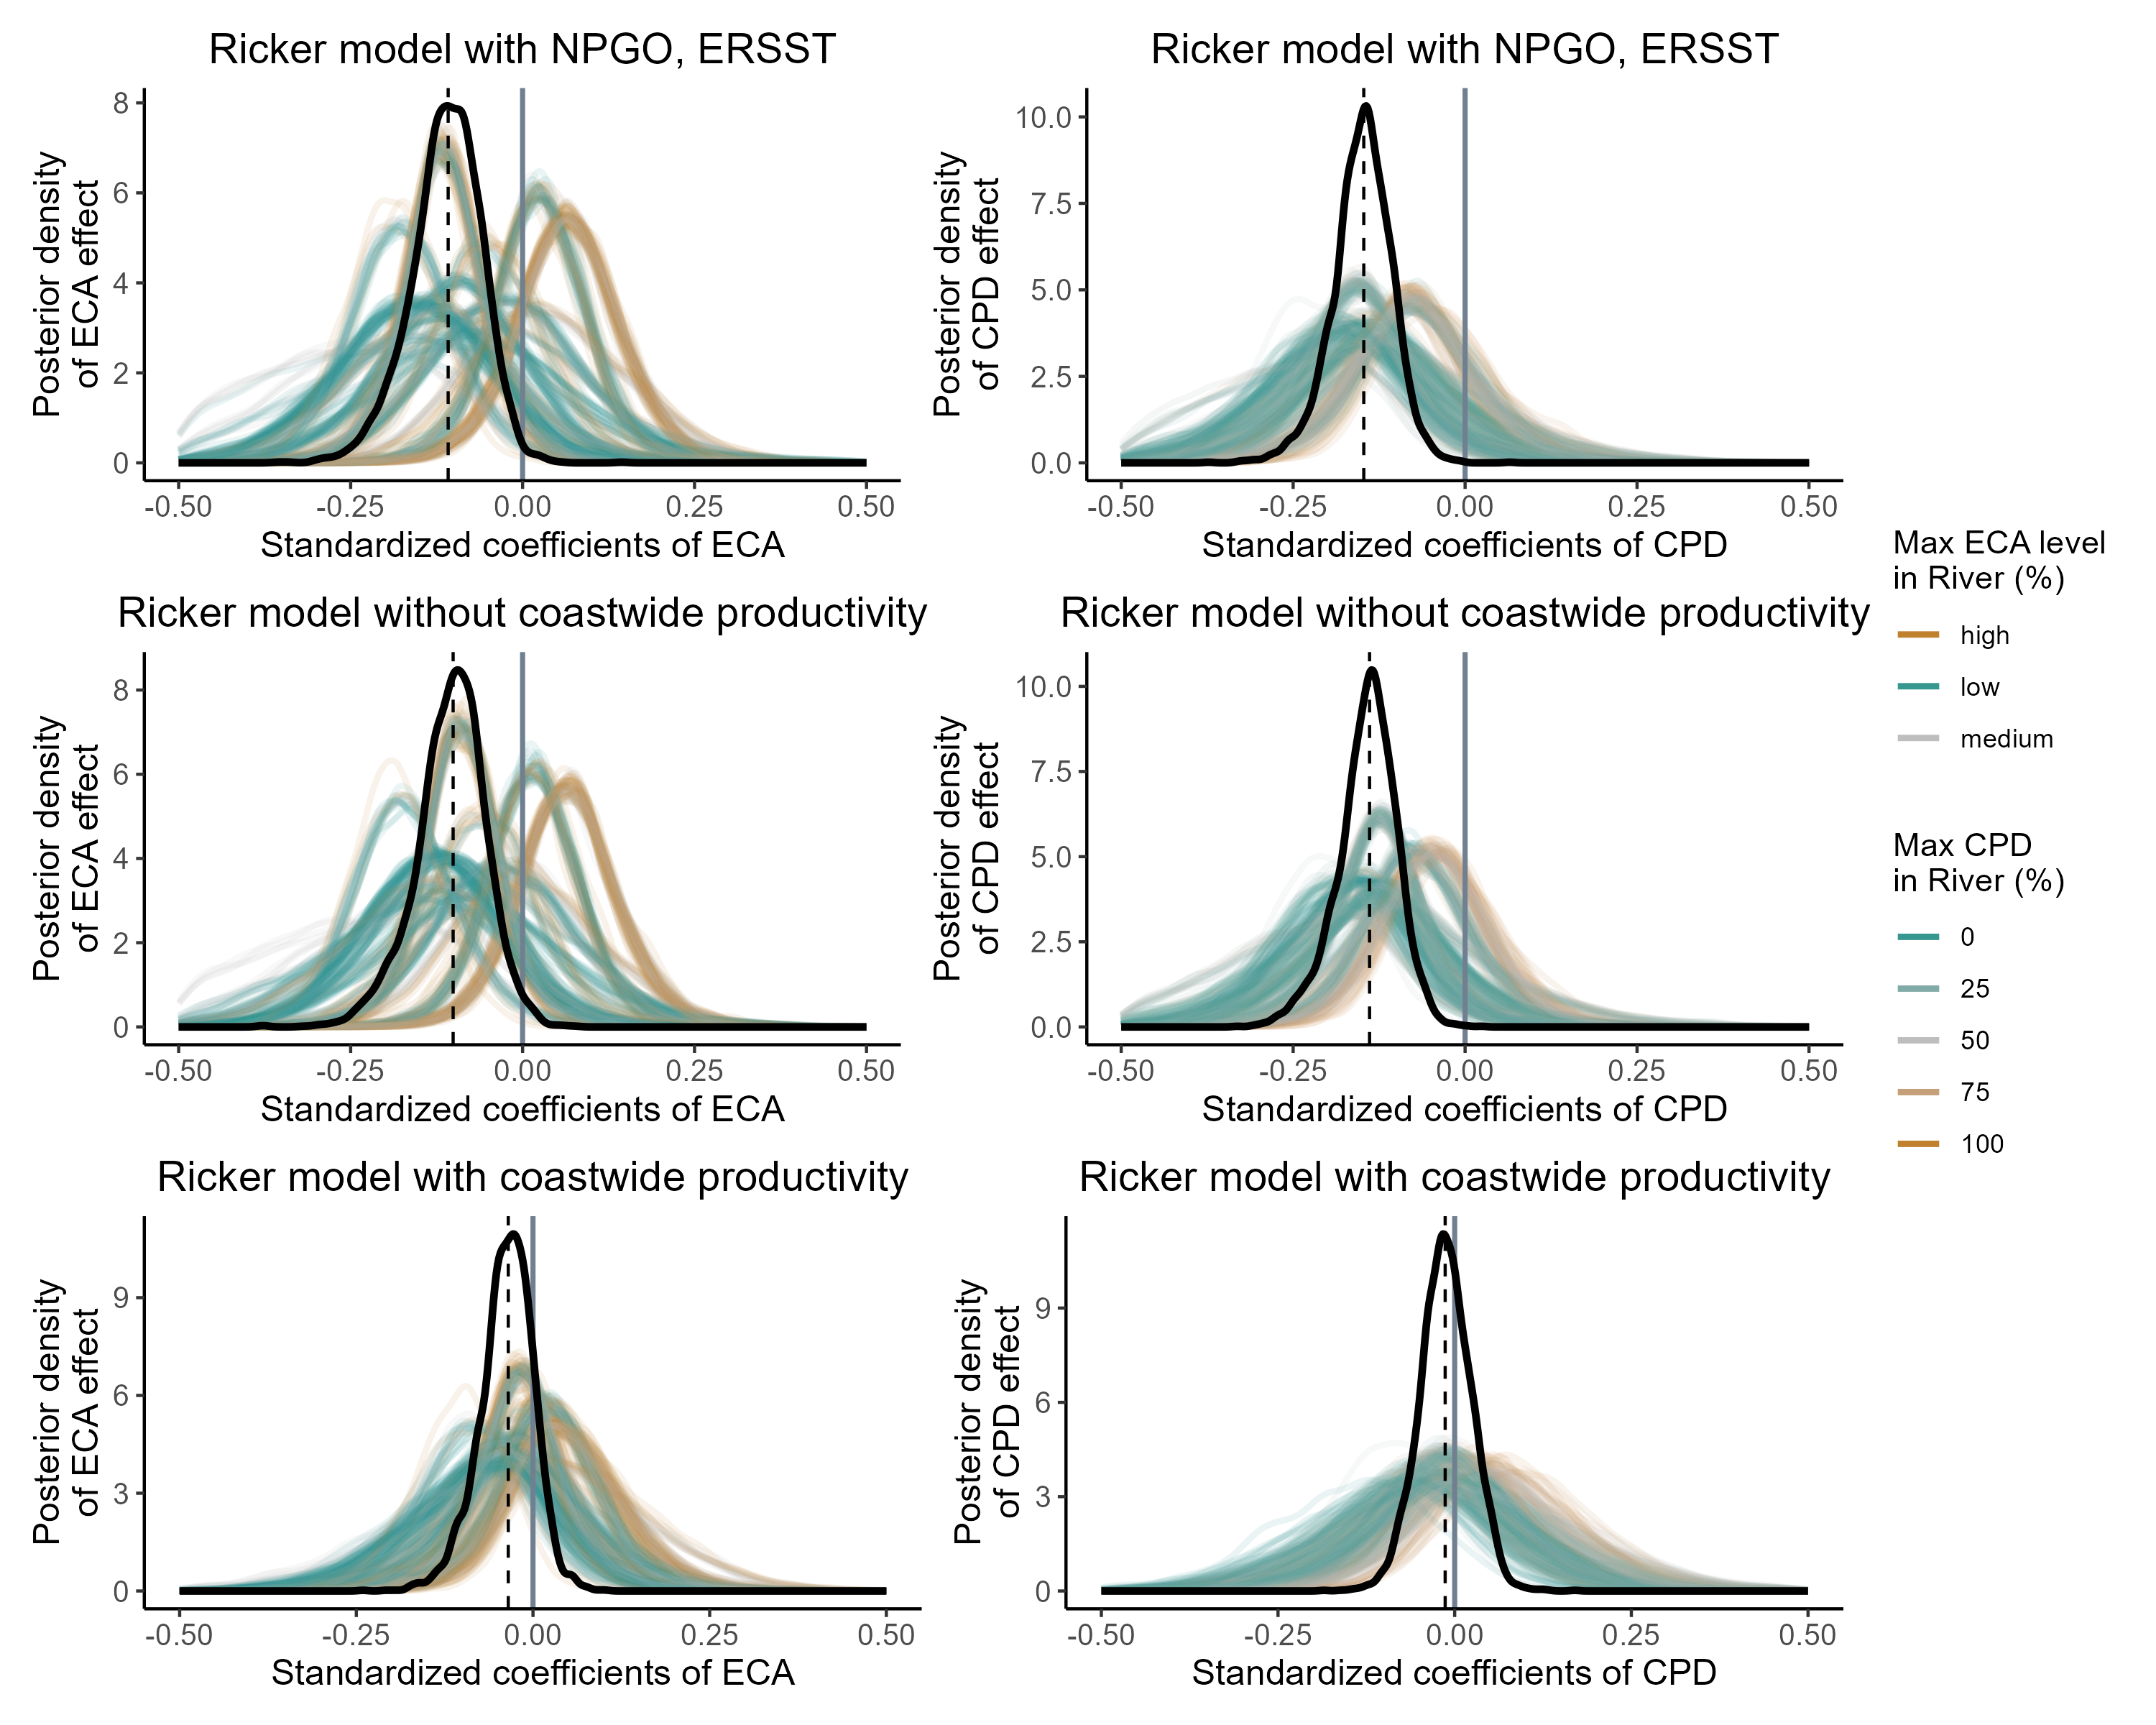 Ricker model with NPGO, ERSST
Posterior density
of ECA effect
8
6
4
2
0
-0.50
-0.25
0.00
0.25
0.50
Standardized coefficients of ECA
Ricker model with NPGO, ERSST
Posterior density
of CPD effect
10.0
7.5
5.0
2.5
0.0
-0.50
-0.25
0.00
0.25
0.50
Standardized coefficients of CPD
Ricker model without coastwide productivity
Posterior density
of ECA effect
8
6
4
2
0
-0.50
-0.25
0.00
0.25
0.50
Standardized coefficients of ECA
Ricker model without coastwide productivity
Posterior density
of CPD effect
10.0
7.5
5.0
2.5
0.0
-0.50
-0.25
0.00
0.25
0.50
Standardized coefficients of CPD
Ricker model with coastwide productivity
Posterior density
of ECA effect
9
6
3
0
-0.50
-0.25
0.00
0.25
0.50
Standardized coefficients of ECA
Ricker model with coastwide productivity
Posterior density
of CPD effect
9
6
3
0
-0.50
-0.25
0.00
0.25
0.50
Standardized coefficients of CPD
Max ECA level
in River (%)
high
low
medium
Max CPD
in River (%)
0
25
50
75
100